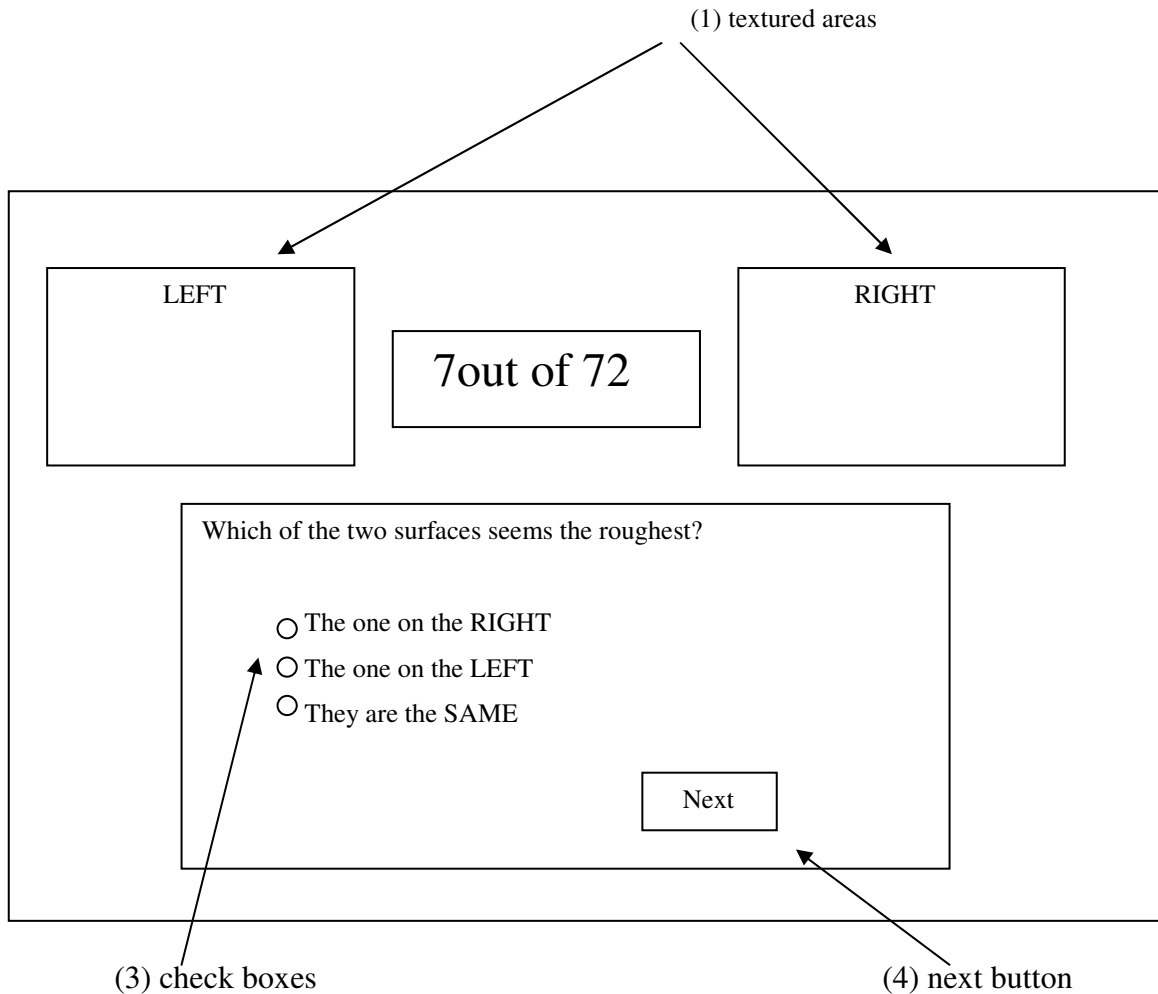 (1) textured areas
LEFT
RIGHT
7out of 72
Which of the two surfaces seems the roughest?
The one on the RIGHT
The one on the LEFT
They are the SAME
Next
(3) check boxes
(4) next button